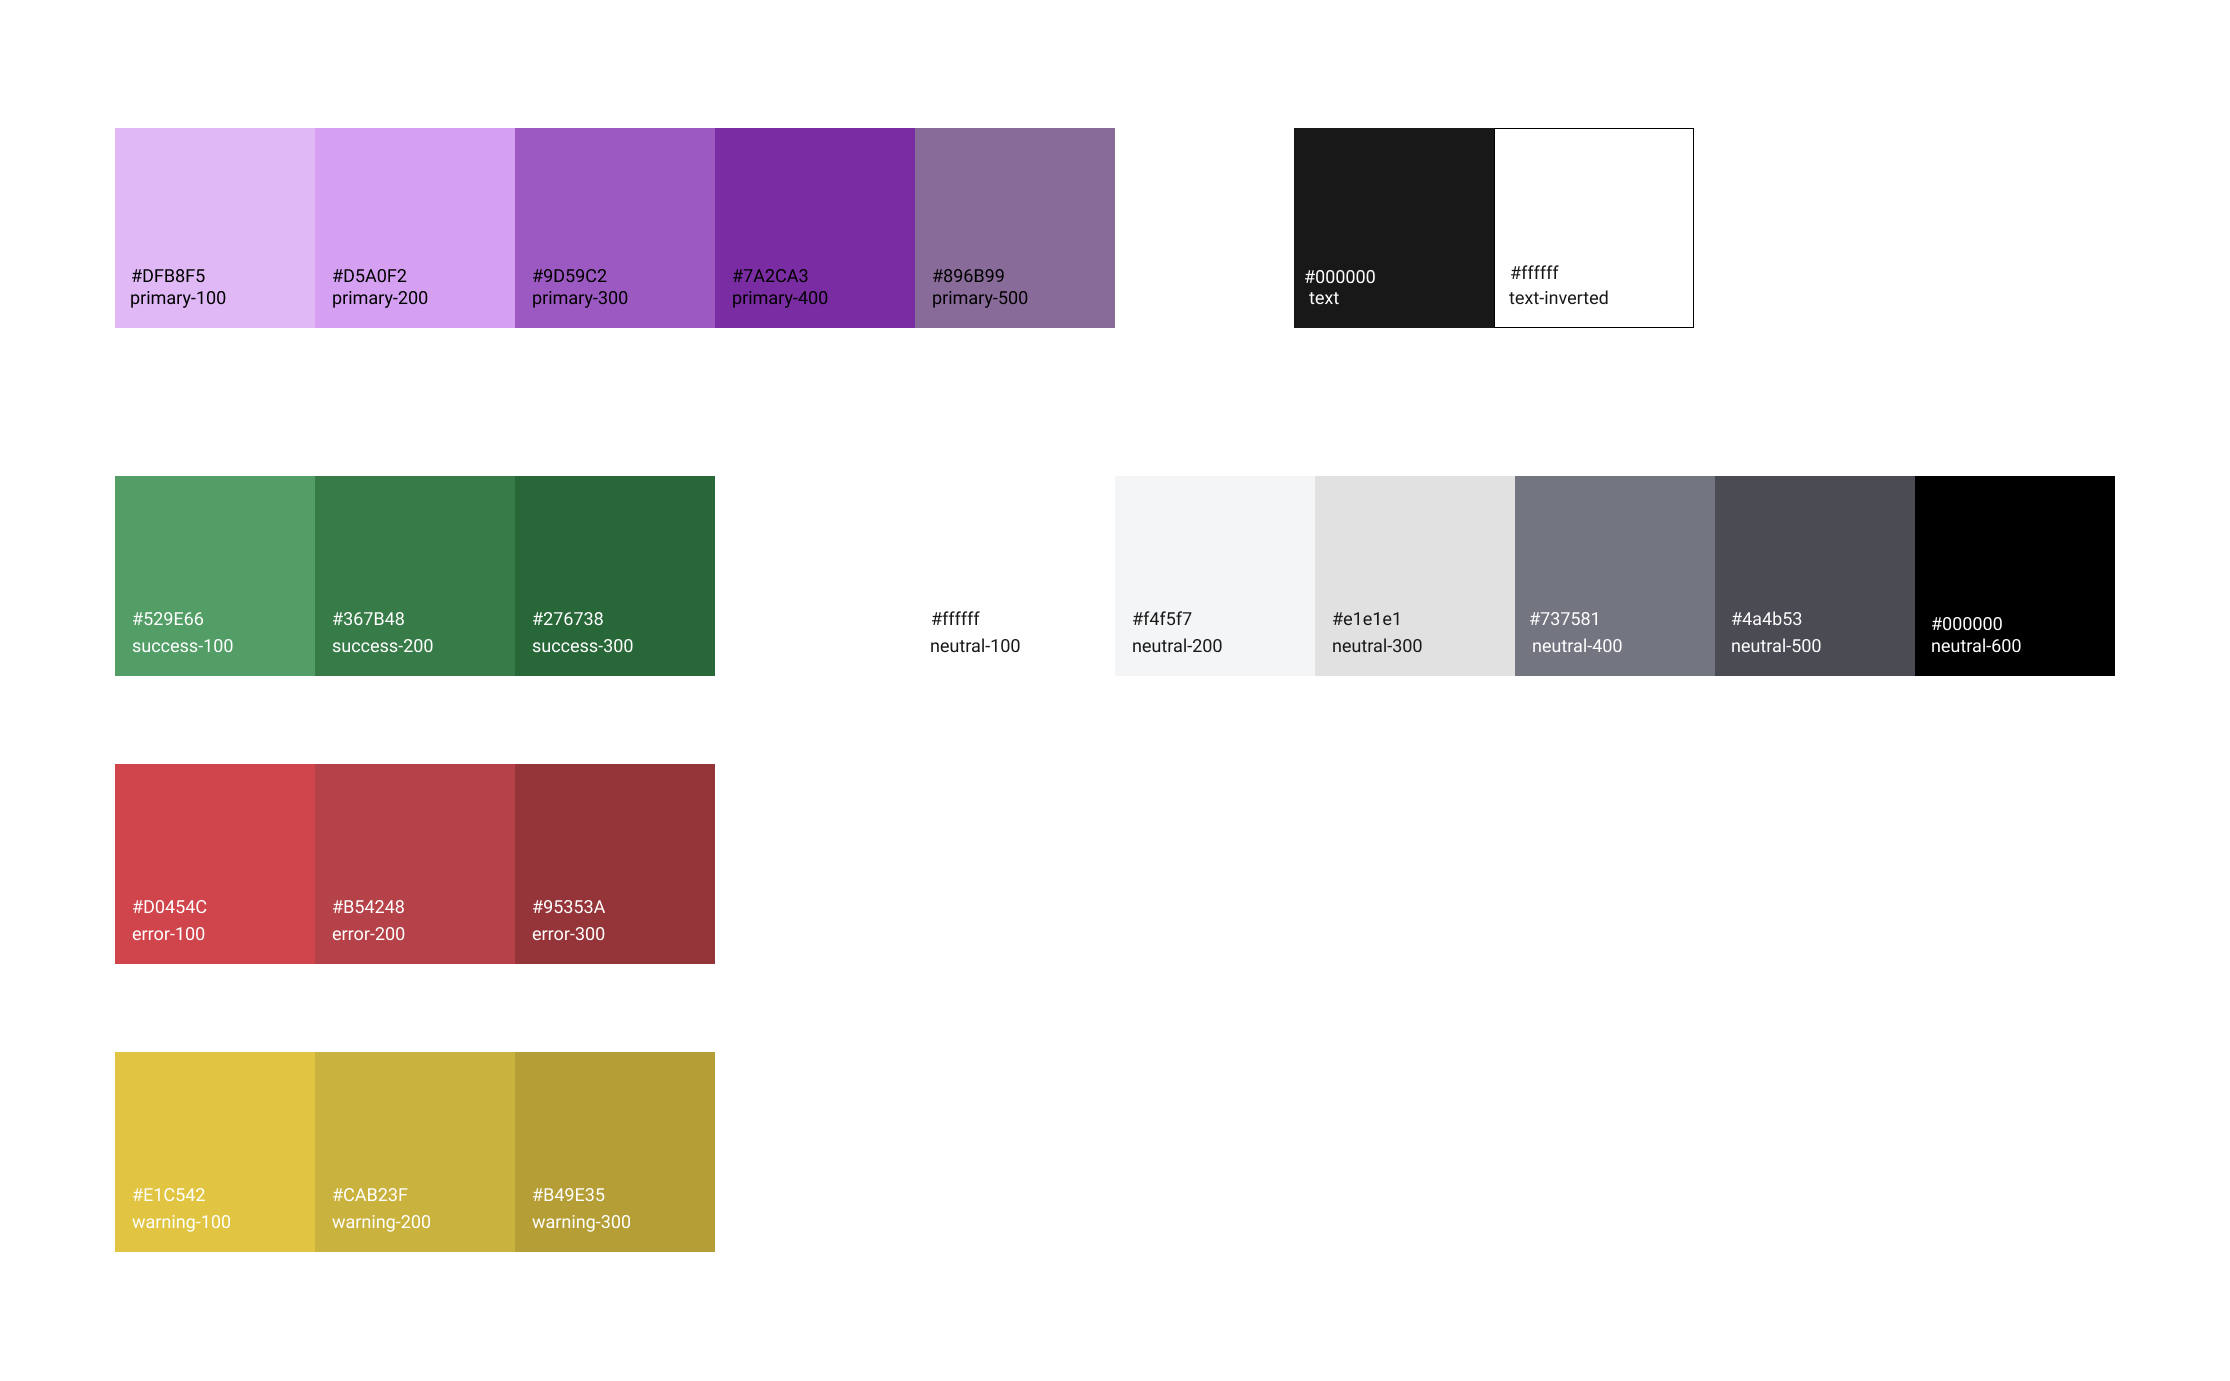 #DFB8F5
primary-100
#D5A0F2
primary-200
#9D59C2
primary-300
#7A2CA3
primary-400
#896B99
primary-500
#000000
text
#ffffff
text-inverted
#529E66
success-100
#367B48
success-200
#276738
success-300
#ffffff
neutral-100
#f4f5f7
neutral-200
#e1e1e1
neutral-300
#737581
neutral-400
#4a4b53
neutral-500
#000000
neutral-600
#D0454C
error-100
#B54248
error-200
#95353A
error-300
#E1C542
warning-100
#CAB23F
warning-200
#B49E35
warning-300